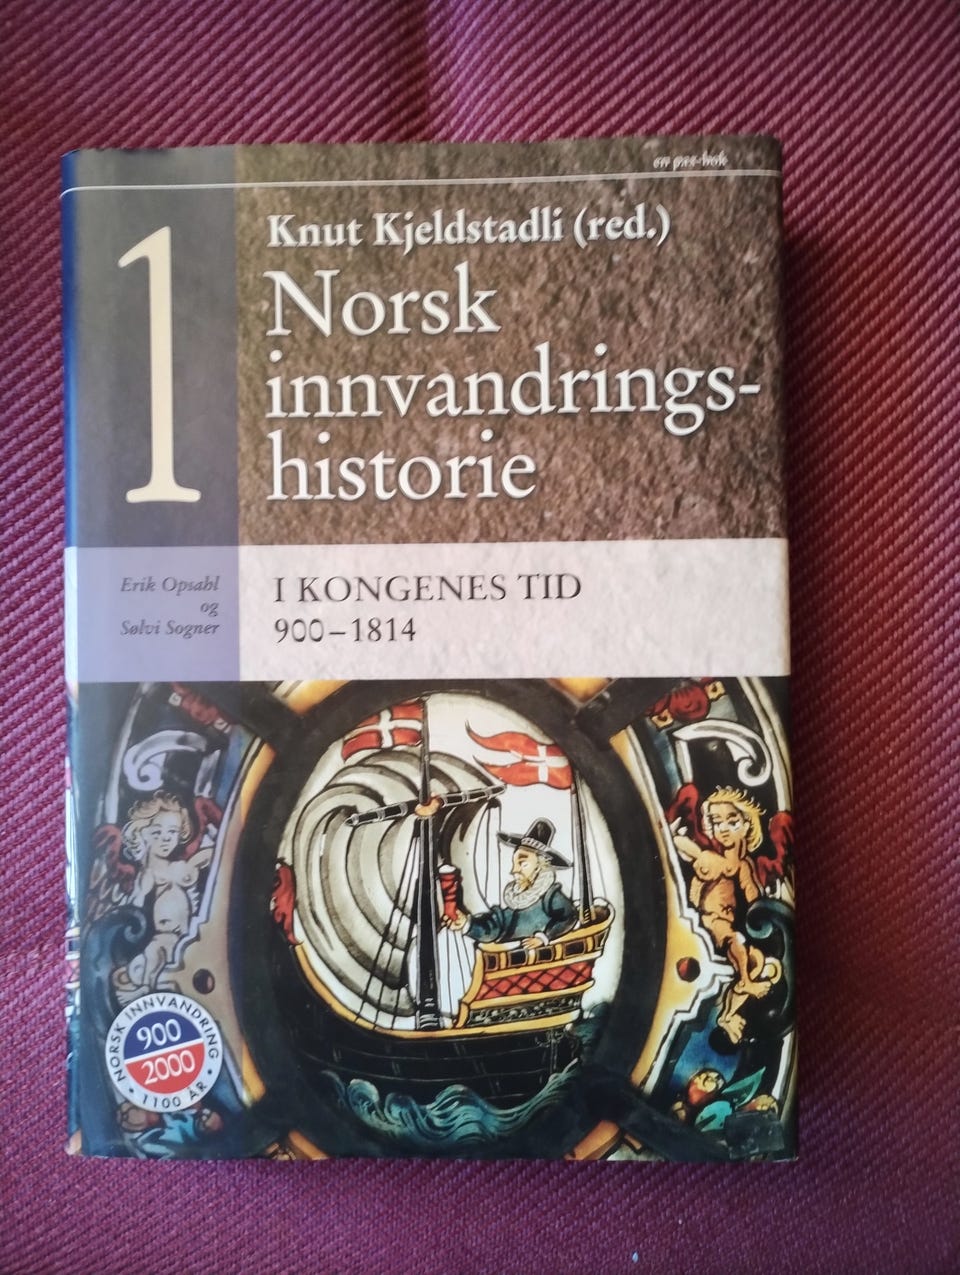 en pax-bok
1
Knut Kjeldstadli (red.)
Norsk
innvandrings-
historie
Erik Opsahl
og
Sølvi Sogner
I KONGENES TID
900–1814
NORSK INNVANDRING
900
2000
• 1100 ÅR •